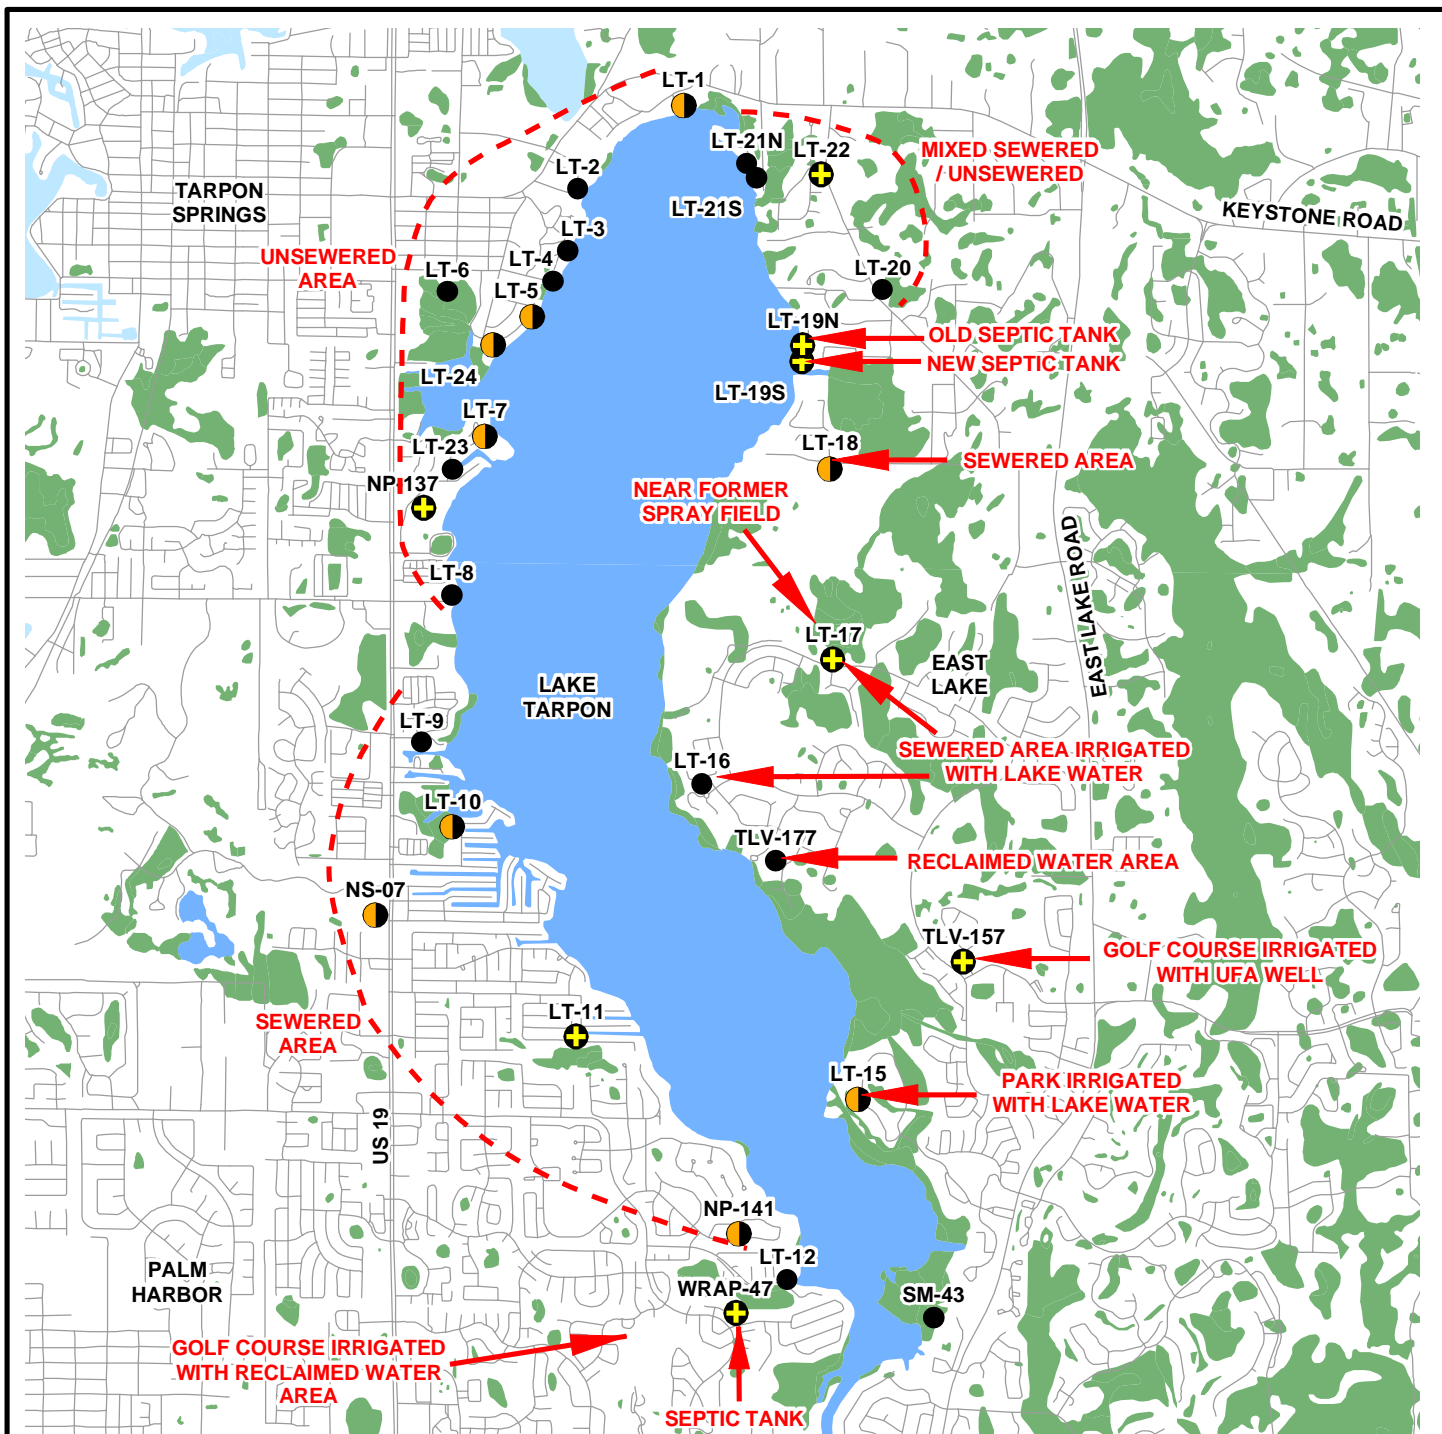 LT-1
LT-21N
LT-22
MIXED SEWERED
/ UNSEWERED
LT-2
TARPON
SPRINGS
LT-21S
KEYSTONE ROAD
LT-3
UNSEWERED
AREA
LT-4
LT-6
LT-20
LT-5
LT-19N
OLD SEPTIC TANK
NEW SEPTIC TANK
LT-24
LT-19S
LT-7
LT-23
LT-18
SEWERED AREA
NP-137
NEAR FORMER
SPRAY FIELD
EAST LAKE ROAD
LT-8
LT-17
EAST
LAKE
LAKE
TARPON
LT-9
SEWERED AREA IRRIGATED
WITH LAKE WATER
LT-16
LT-10
TLV-177
RECLAIMED WATER AREA
NS-07
TLV-157
GOLF COURSE IRRIGATED
WITH UFA WELL
SEWERED
AREA
LT-11
LT-15
PARK IRRIGATED
WITH LAKE WATER
US 19
NP-141
LT-12
PALM
HARBOR
WRAP-47
SM-43
GOLF COURSE IRRIGATED
WITH RECLAIMED WATER
AREA
SEPTIC TANK